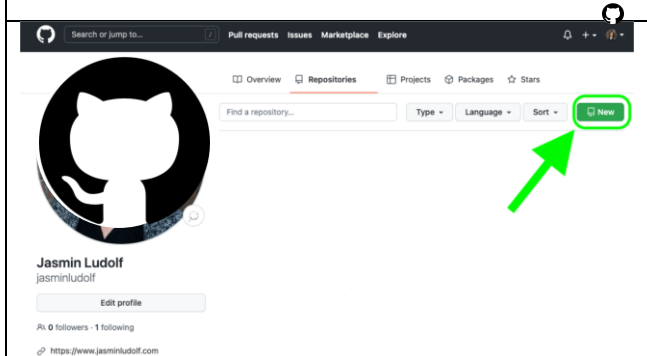 Search or jump to... / Pull requests Issues Marketplace Explore
Overview Repositories Projects Packages Stars
Find a repository... Type Language Sort New
Jasmin Ludolf
jasminludolf
Edit profile
0 followers · 1 following
https://www.jasminludolf.com